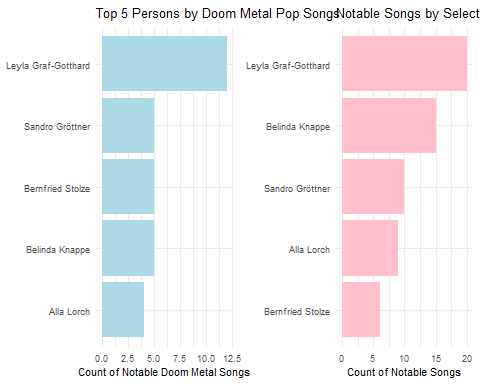 Top 5 Persons by Doom Metal Pop Songs
Leyla Graf-Gotthard
Sandro Gröttner
Bernfried Stolze
Belinda Knappe
Alla Lorch
0.0 2.5 5.0 7.5 10.0 12.5
Count of Notable Doom Metal Songs
Notable Songs by Select
Leyla Graf-Gotthard
Belinda Knappe
Sandro Gröttner
Alla Lorch
Bernfried Stolze
0 5 10 15 20
Count of Notable Songs